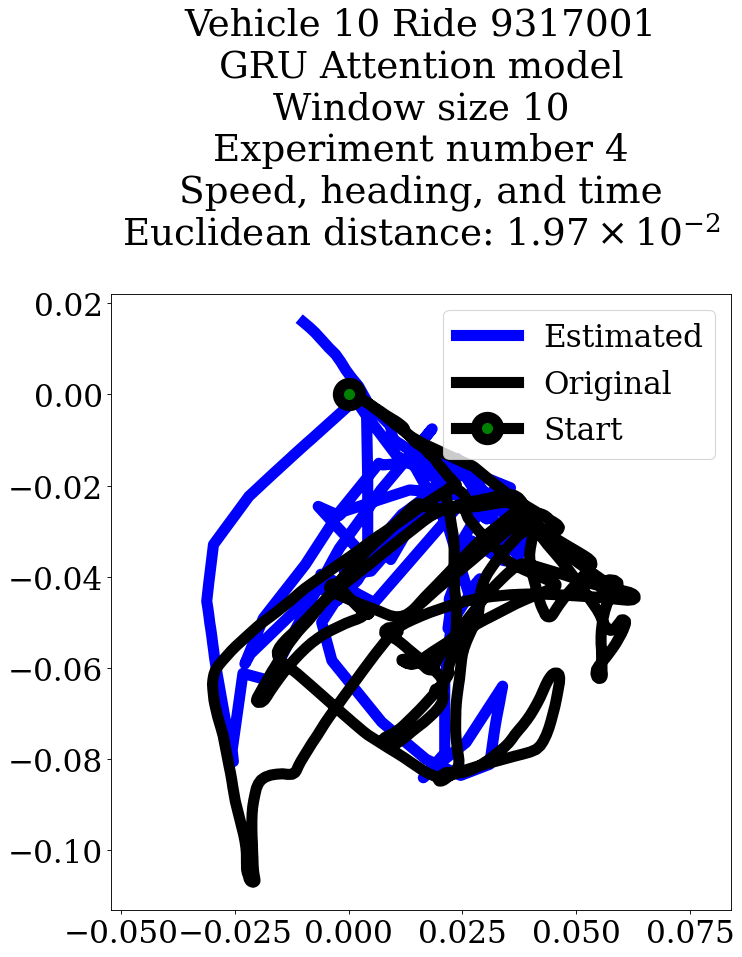 Vehicle 10 Ride 9317001
GRU Attention model
Window size 10
Experiment number 4
Speed, heading, and time
Euclidean distance: 1.97 × 10⁻²
Estimated
Original
Start
0.02
0.00
−0.02
−0.04
−0.06
−0.08
−0.10
−0.050 −0.025 0.000 0.025 0.050 0.075